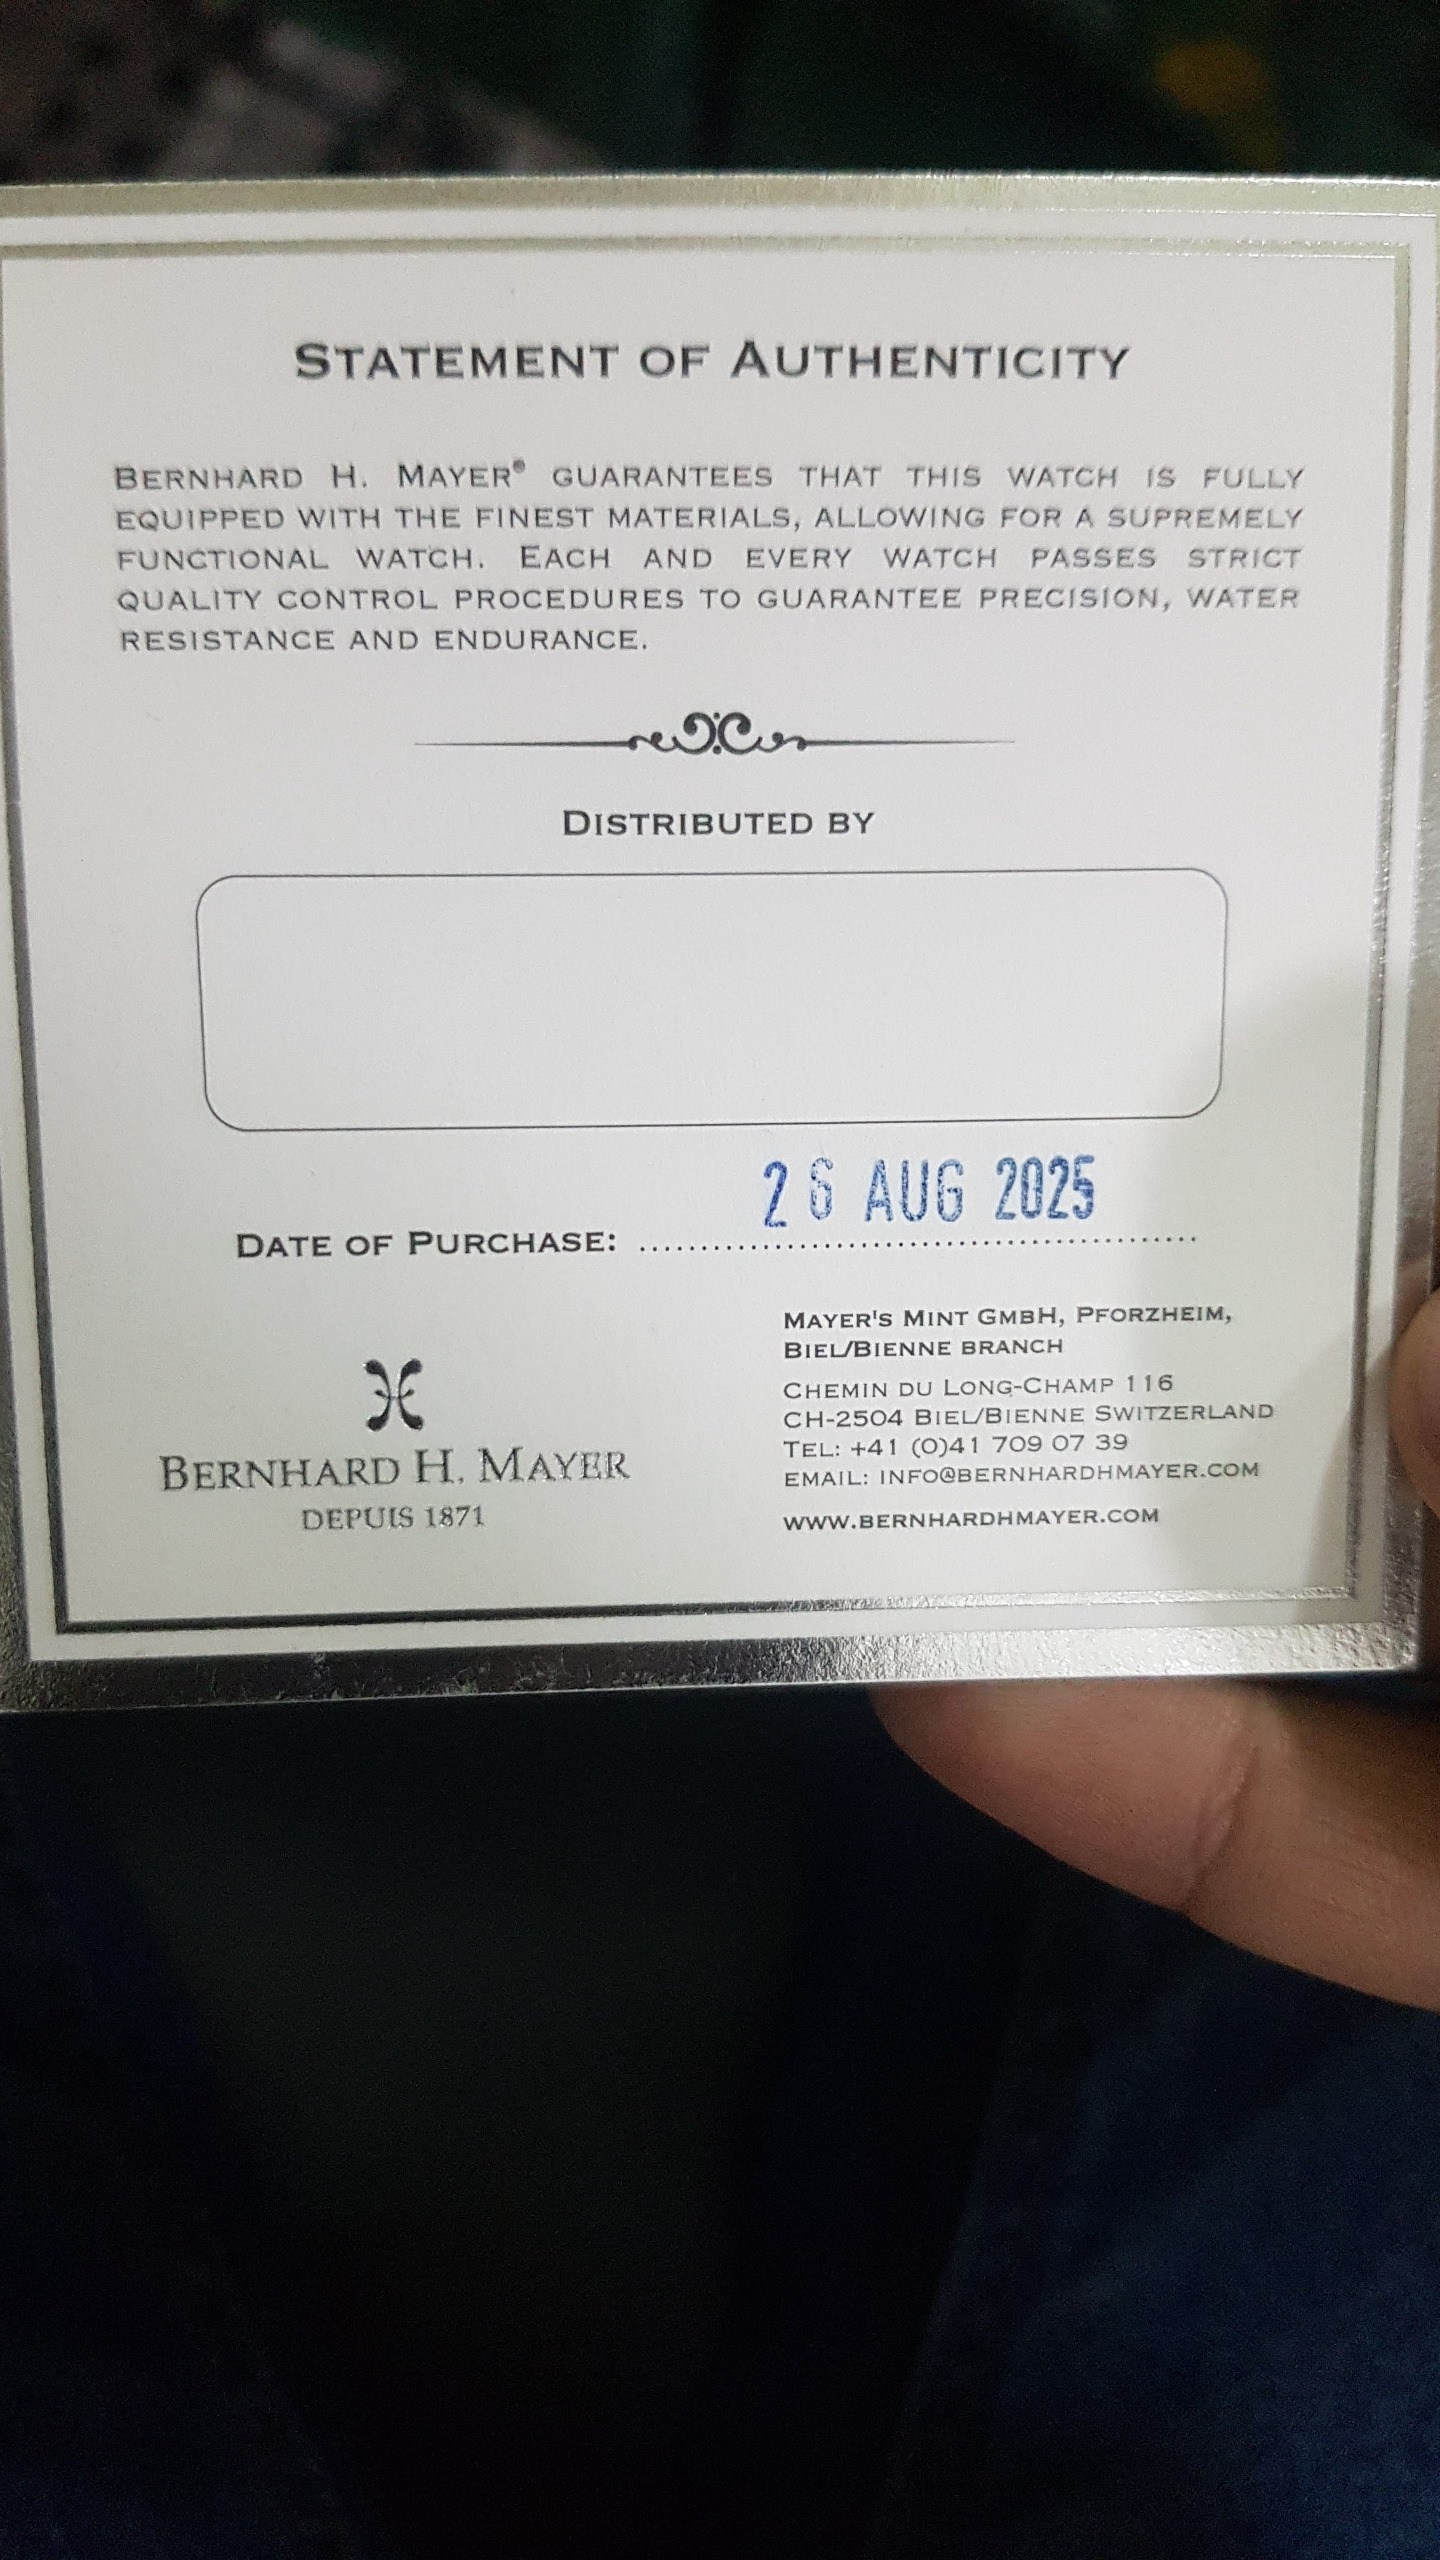 STATEMENT OF AUTHENTICITY
BERNHARD H. MAYER® GUARANTEES THAT THIS WATCH IS FULLY
EQUIPPED WITH THE FINEST MATERIALS, ALLOWING FOR A SUPREMELY
FUNCTIONAL WATCH. EACH AND EVERY WATCH PASSES STRICT
QUALITY CONTROL PROCEDURES TO GUARANTEE PRECISION, WATER
RESISTANCE AND ENDURANCE.
DISTRIBUTED BY
26 AUG 2025
DATE OF PURCHASE: ................................................
BERNHARD H. MAYER
DEPUIS 1871
MAYER'S MINT GMBH, PFORZHEIM,
BIEL/BIENNE BRANCH
CHEMIN DU LONG-CHAMP 116
CH-2504 BIEL/BIENNE SWITZERLAND
TEL: +41 (0)41 709 07 39
EMAIL: INFO@BERNHARDHMAYER.COM
WWW.BERNHARDHMAYER.COM